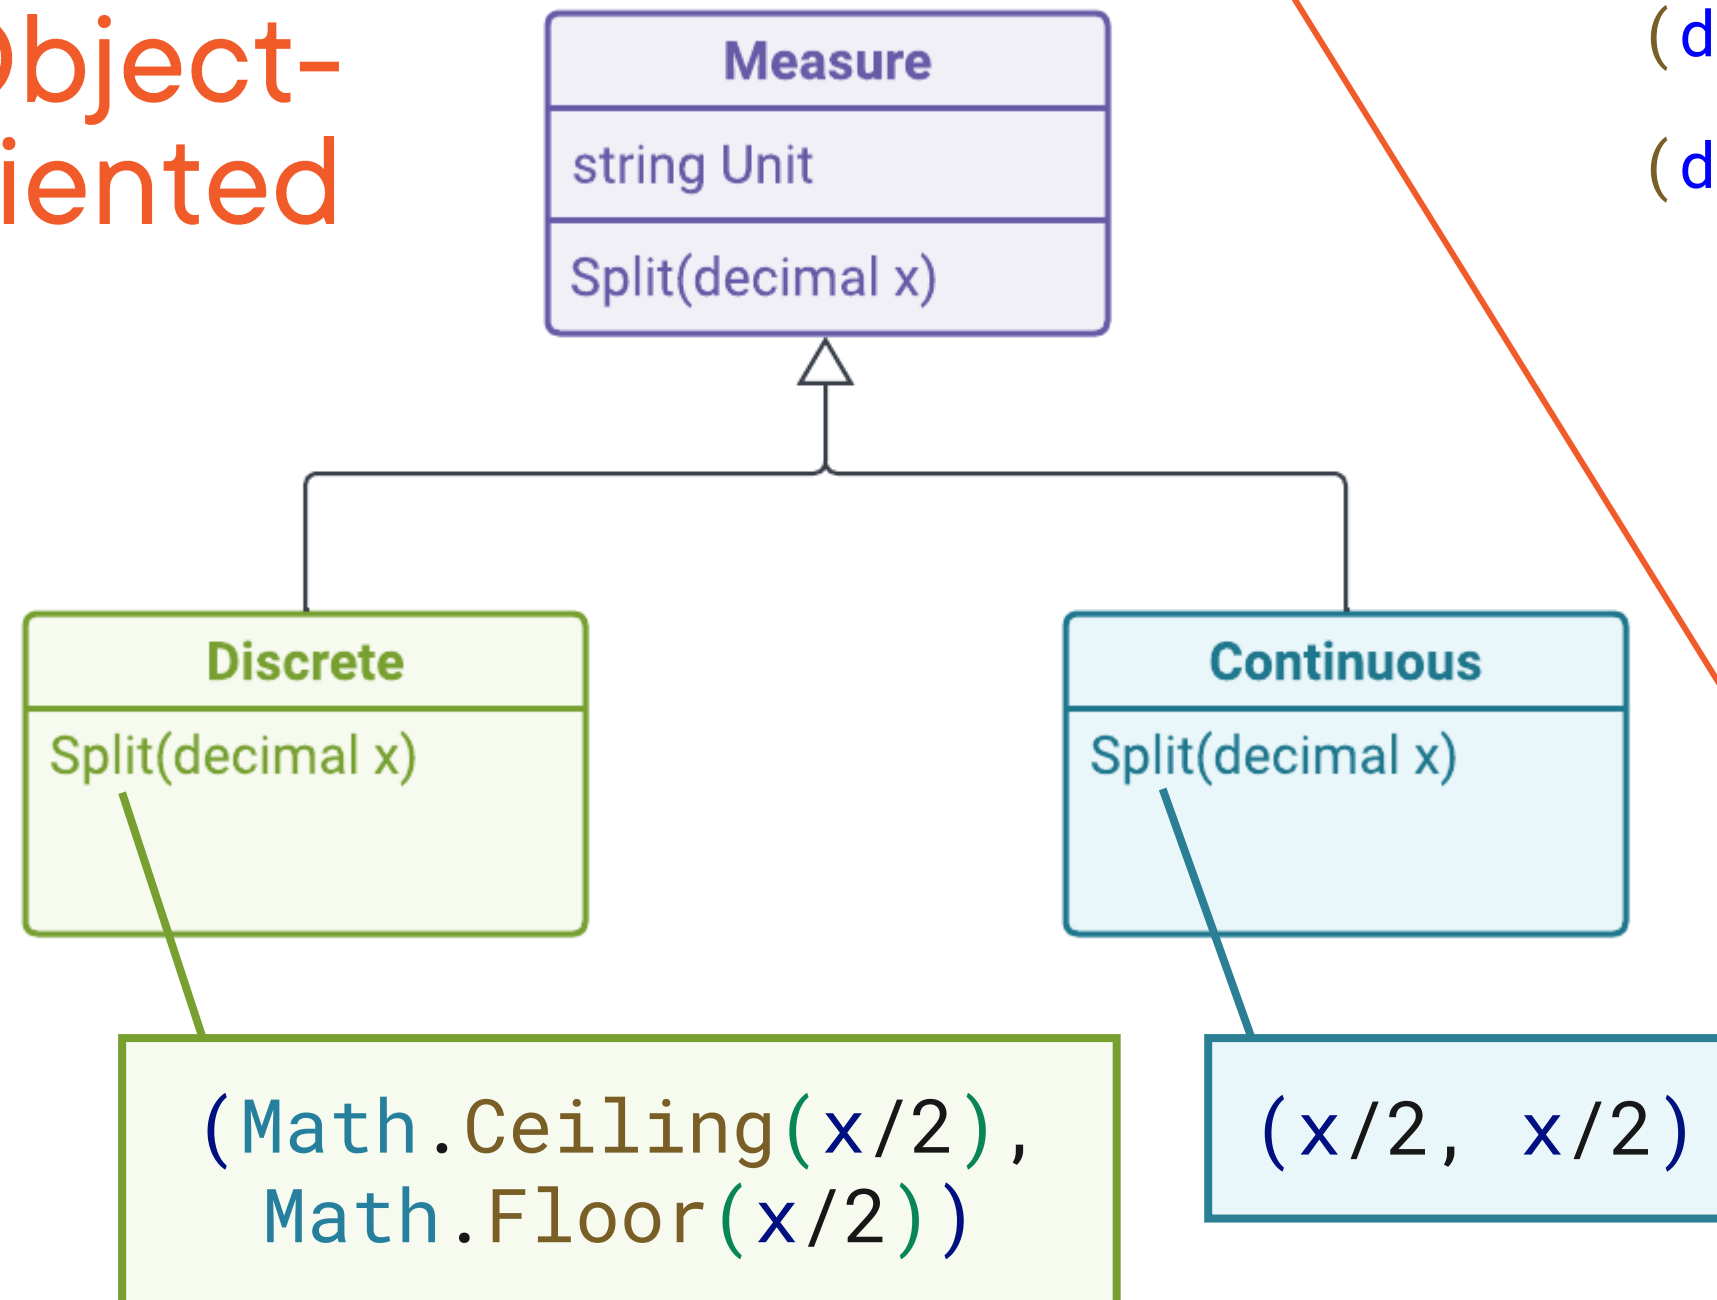 Object-
iented
Measure
string Unit
Split(decimal x)
(d
(d
Discrete
Split(decimal x)
Continuous
Split(decimal x)
(Math.Ceiling(x/2),
Math.Floor(x/2))
(x/2, x/2)